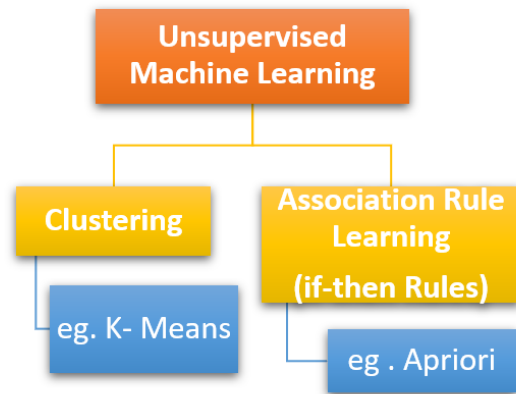 Unsupervised
Machine Learning
Clustering
eg. K- Means
Association Rule
Learning
(if-then Rules)
eg . Apriori